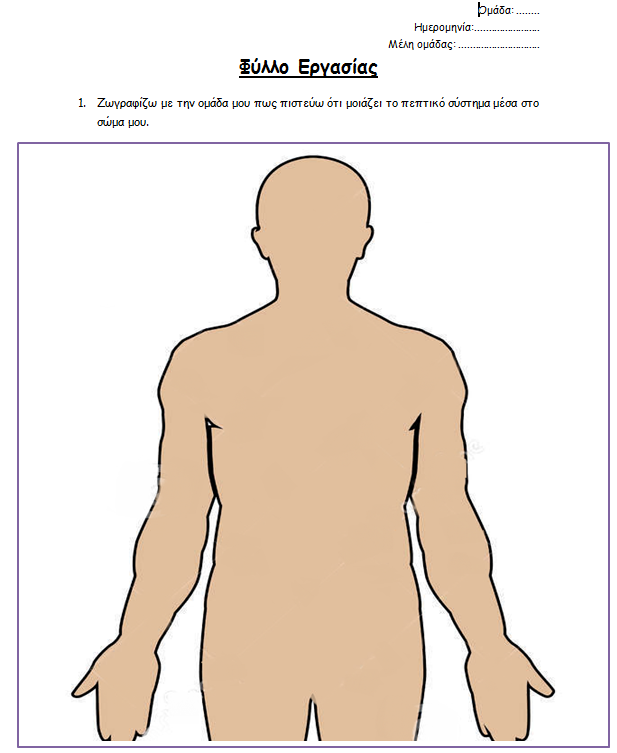 Ομάδα: ........
Ημερομηνία:.......................
Μέλη ομάδας: ............................
Φύλλο Εργασίας
1. Ζωγραφίζω με την ομάδα μου πως πιστεύω ότι μοιάζει το πεπτικό σύστημα μέσα στο
σώμα μου.